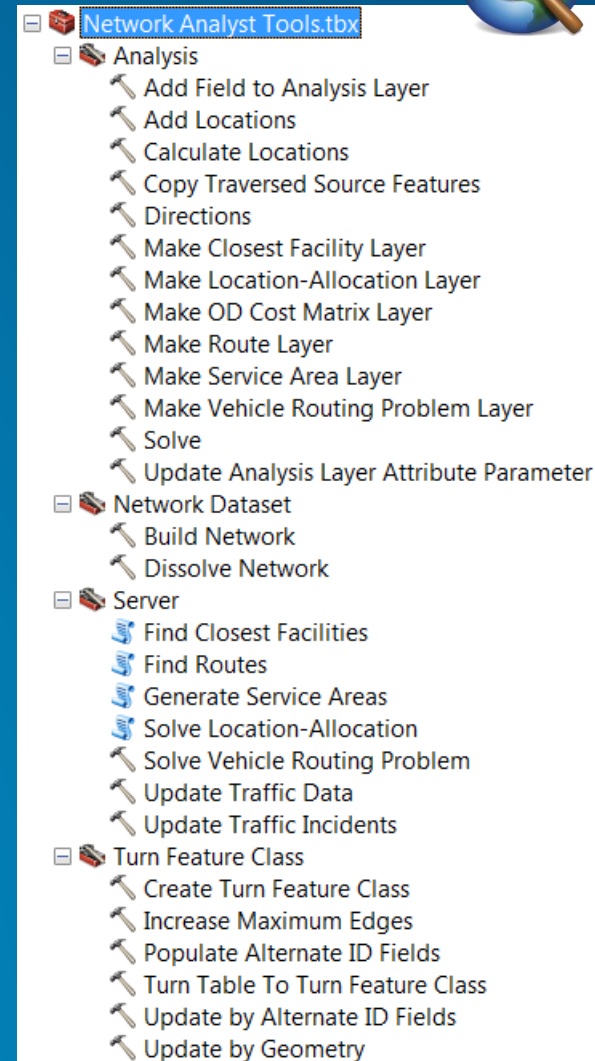 Network Analyst Tools.tbx
Analysis
Add Field to Analysis Layer
Add Locations
Calculate Locations
Copy Traversed Source Features
Directions
Make Closest Facility Layer
Make Location-Allocation Layer
Make OD Cost Matrix Layer
Make Route Layer
Make Service Area Layer
Make Vehicle Routing Problem Layer
Solve
Update Analysis Layer Attribute Parameter
Network Dataset
Build Network
Dissolve Network
Server
Find Closest Facilities
Find Routes
Generate Service Areas
Solve Location-Allocation
Solve Vehicle Routing Problem
Update Traffic Data
Update Traffic Incidents
Turn Feature Class
Create Turn Feature Class
Increase Maximum Edges
Populate Alternate ID Fields
Turn Table To Turn Feature Class
Update by Alternate ID Fields
Update by Geometry